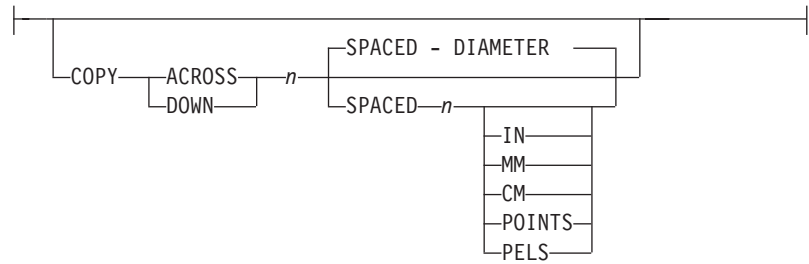 SPACED - DIAMETER
COPY ACROSS n
DOWN SPACED n
IN
MM
CM
POINTS
PELS